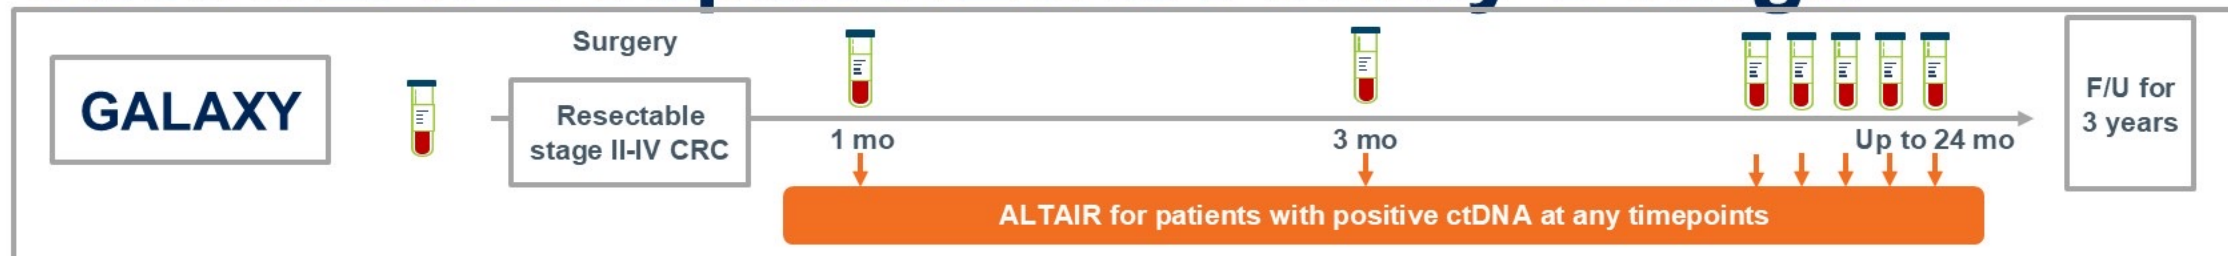 GALAXY
Surgery
Resectable
stage II-IV CRC
1 mo
3 mo
Up to 24 mo
F/U for
3 years
ALTAIR for patients with positive ctDNA at any timepoints